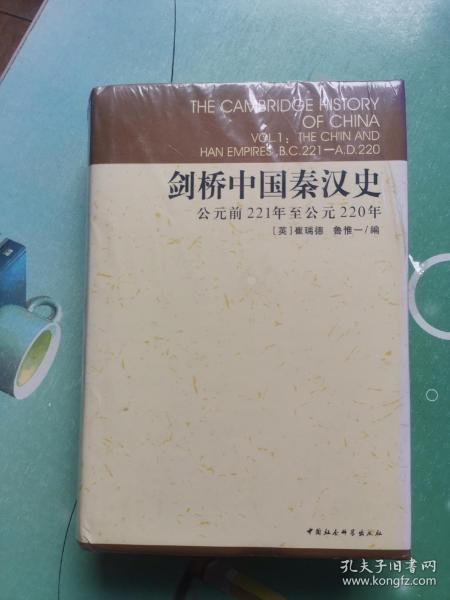 THE CAMBRIDGE HISTORY
OF CHINA
VOL.1: THE CH'IN AND
HAN EMPIRES, B.C.221—A.D.220
剑桥中国秦汉史
公元前221年至公元220年
[英]崔瑞德 鲁惟一/编
中国社会科学出版社
孔夫子旧书网
www.kongfz.com